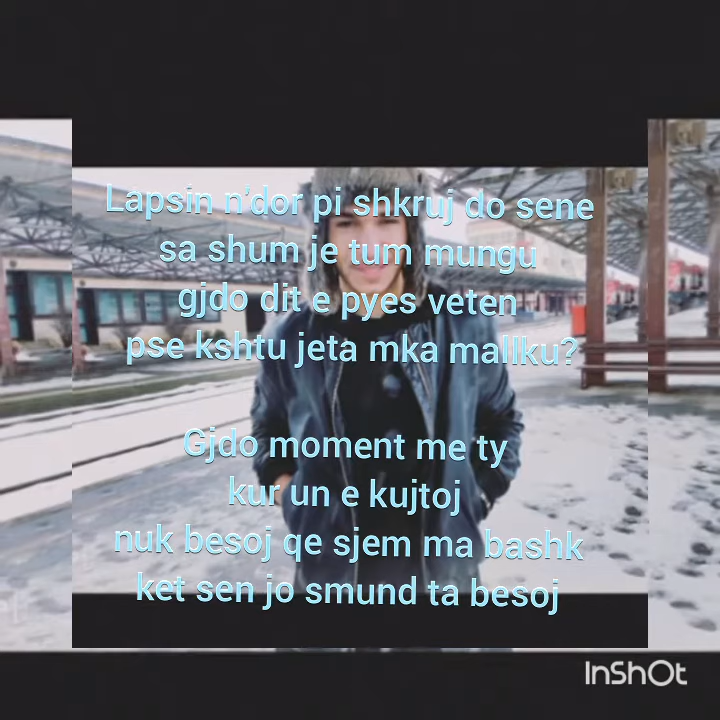 Lapsin n'dor pi shkruj do sene
sa shum je tum mungu
gjdo dit e pyes veten
pse kshtu jeta mka mallku?
Gjdo moment me ty
kur un e kujtoj
nuk besoj qe sjem ma bashk
ket sen jo smund ta besoj
InShOt